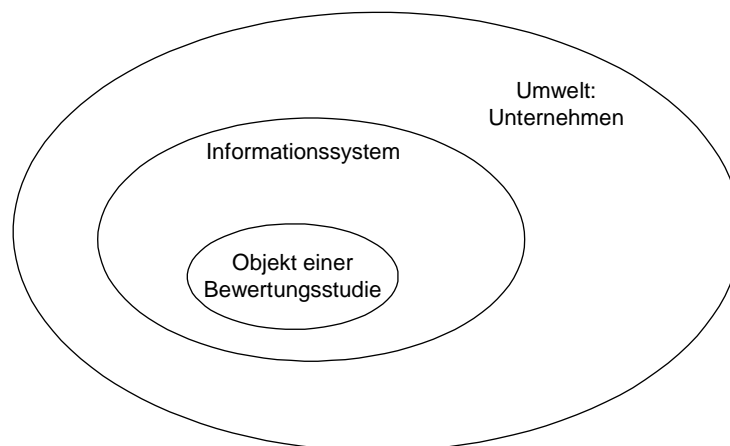 Umwelt:
Unternehmen
Informationssystem
Objekt einer
Bewertungsstudie